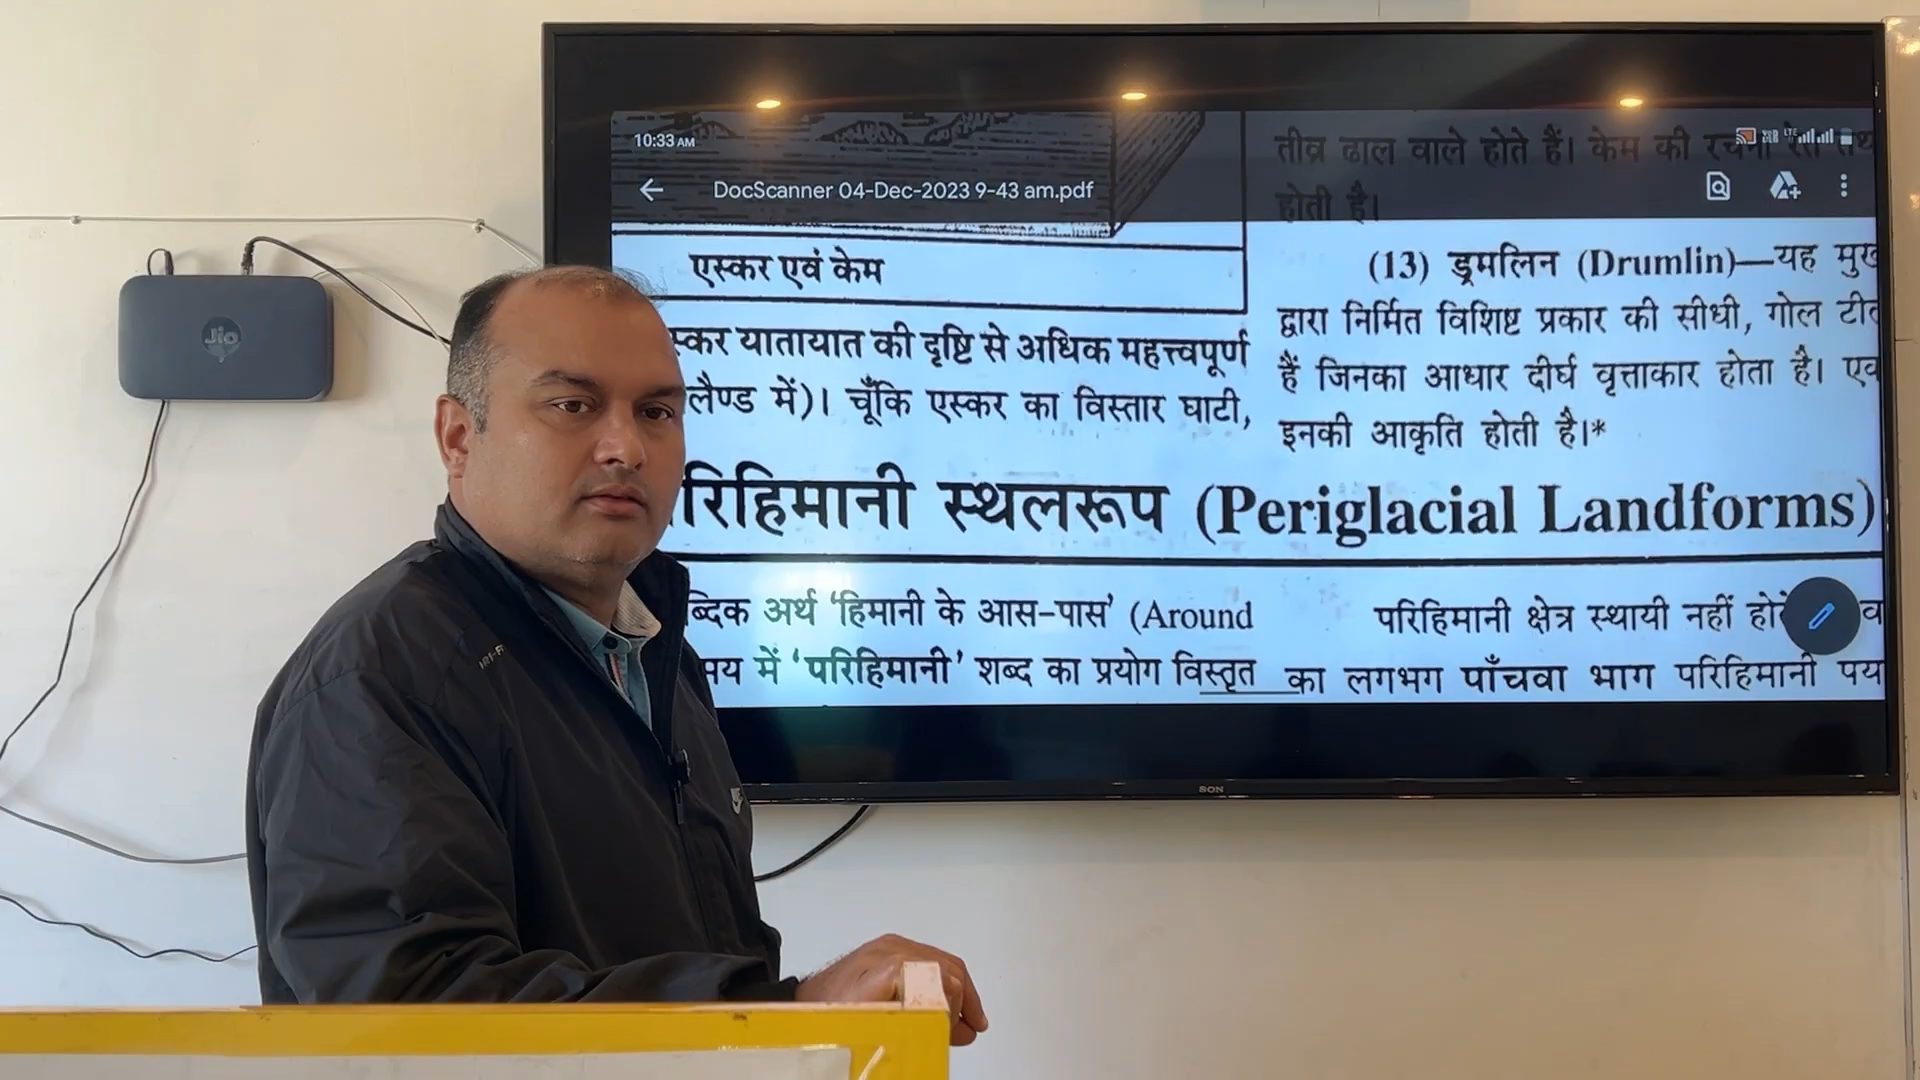 10:33 AM
DocScanner 04-Dec-2023 9-43 am.pdf
एस्कर एवं केम
यातायात की दृष्टि से अधिक महत्त्वपूर्ण
में)। चूँकि एस्कर का विस्तार घाटी,
तीव्र ढाल वाले होते हैं। केम की रचना
होती है।
(13) ड्रमलिन (Drumlin)—यह
द्वारा निर्मित विशिष्ट प्रकार की सीधी, गोल
हैं जिनका आधार दीर्घ वृत्ताकार होता है।
इनकी आकृति होती है।*
स्थलरूप (Periglacial Landforms)
अर्थ ‘हिमानी के आस-पास’ (Around
में ‘परिहिमानी’ शब्द का प्रयोग विस्तृत
परिहिमानी क्षेत्र स्थायी नहीं
का लगभग पाँचवा भाग परिहिमानी
Jio
SON